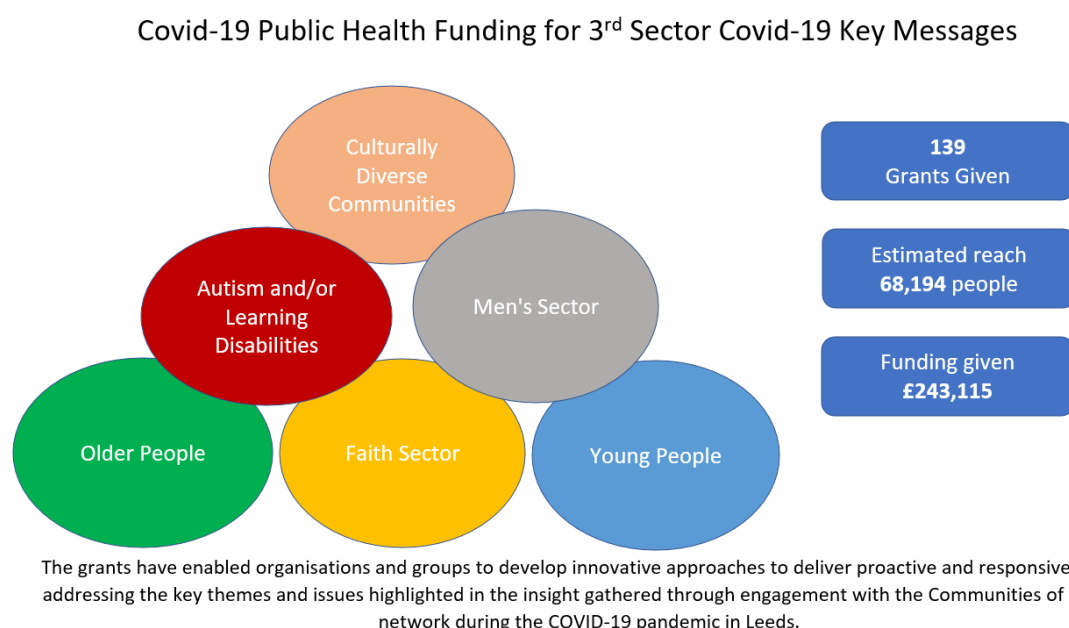 Covid-19 Public Health Funding for 3rd Sector Covid-19 Key Messages
Culturally
Diverse
Communities
Autism and/or
Learning
Disabilities
Men's Sector
Older People
Faith Sector
Young People
139
Grants Given
Estimated reach
68,194 people
Funding given
£243,115
The grants have enabled organisations and groups to develop innovative approaches to deliver proactive and responsive
addressing the key themes and issues highlighted in the insight gathered through engagement with the Communities of
network during the COVID-19 pandemic in Leeds.